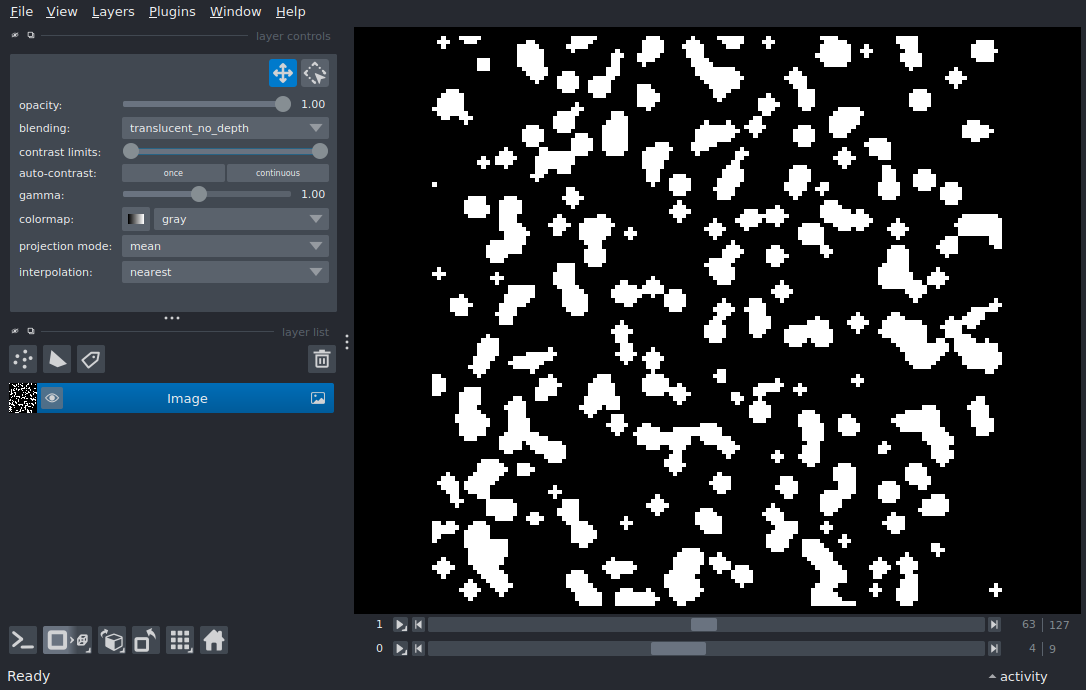 File View Layers Plugins Window Help
layer controls
opacity: 1.00
blending: translucent_no_depth
contrast limits:
auto-contrast: once continuous
gamma: 1.00
colormap: gray
projection mode: mean
interpolation: nearest
layer list
Image
1 63 127
0 4 9
Ready activity